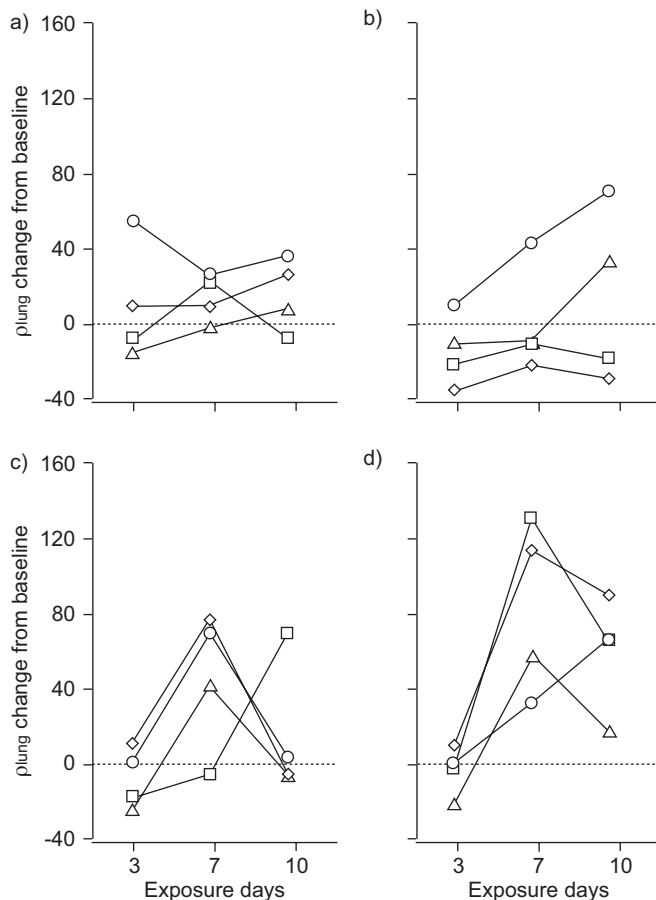 a)
160
120
80
40
0
-40
ρlung change from baseline
b)
c)
160
120
80
40
0
-40
ρlung change from baseline
3 7 10
Exposure days
d)
3 7 10
Exposure days